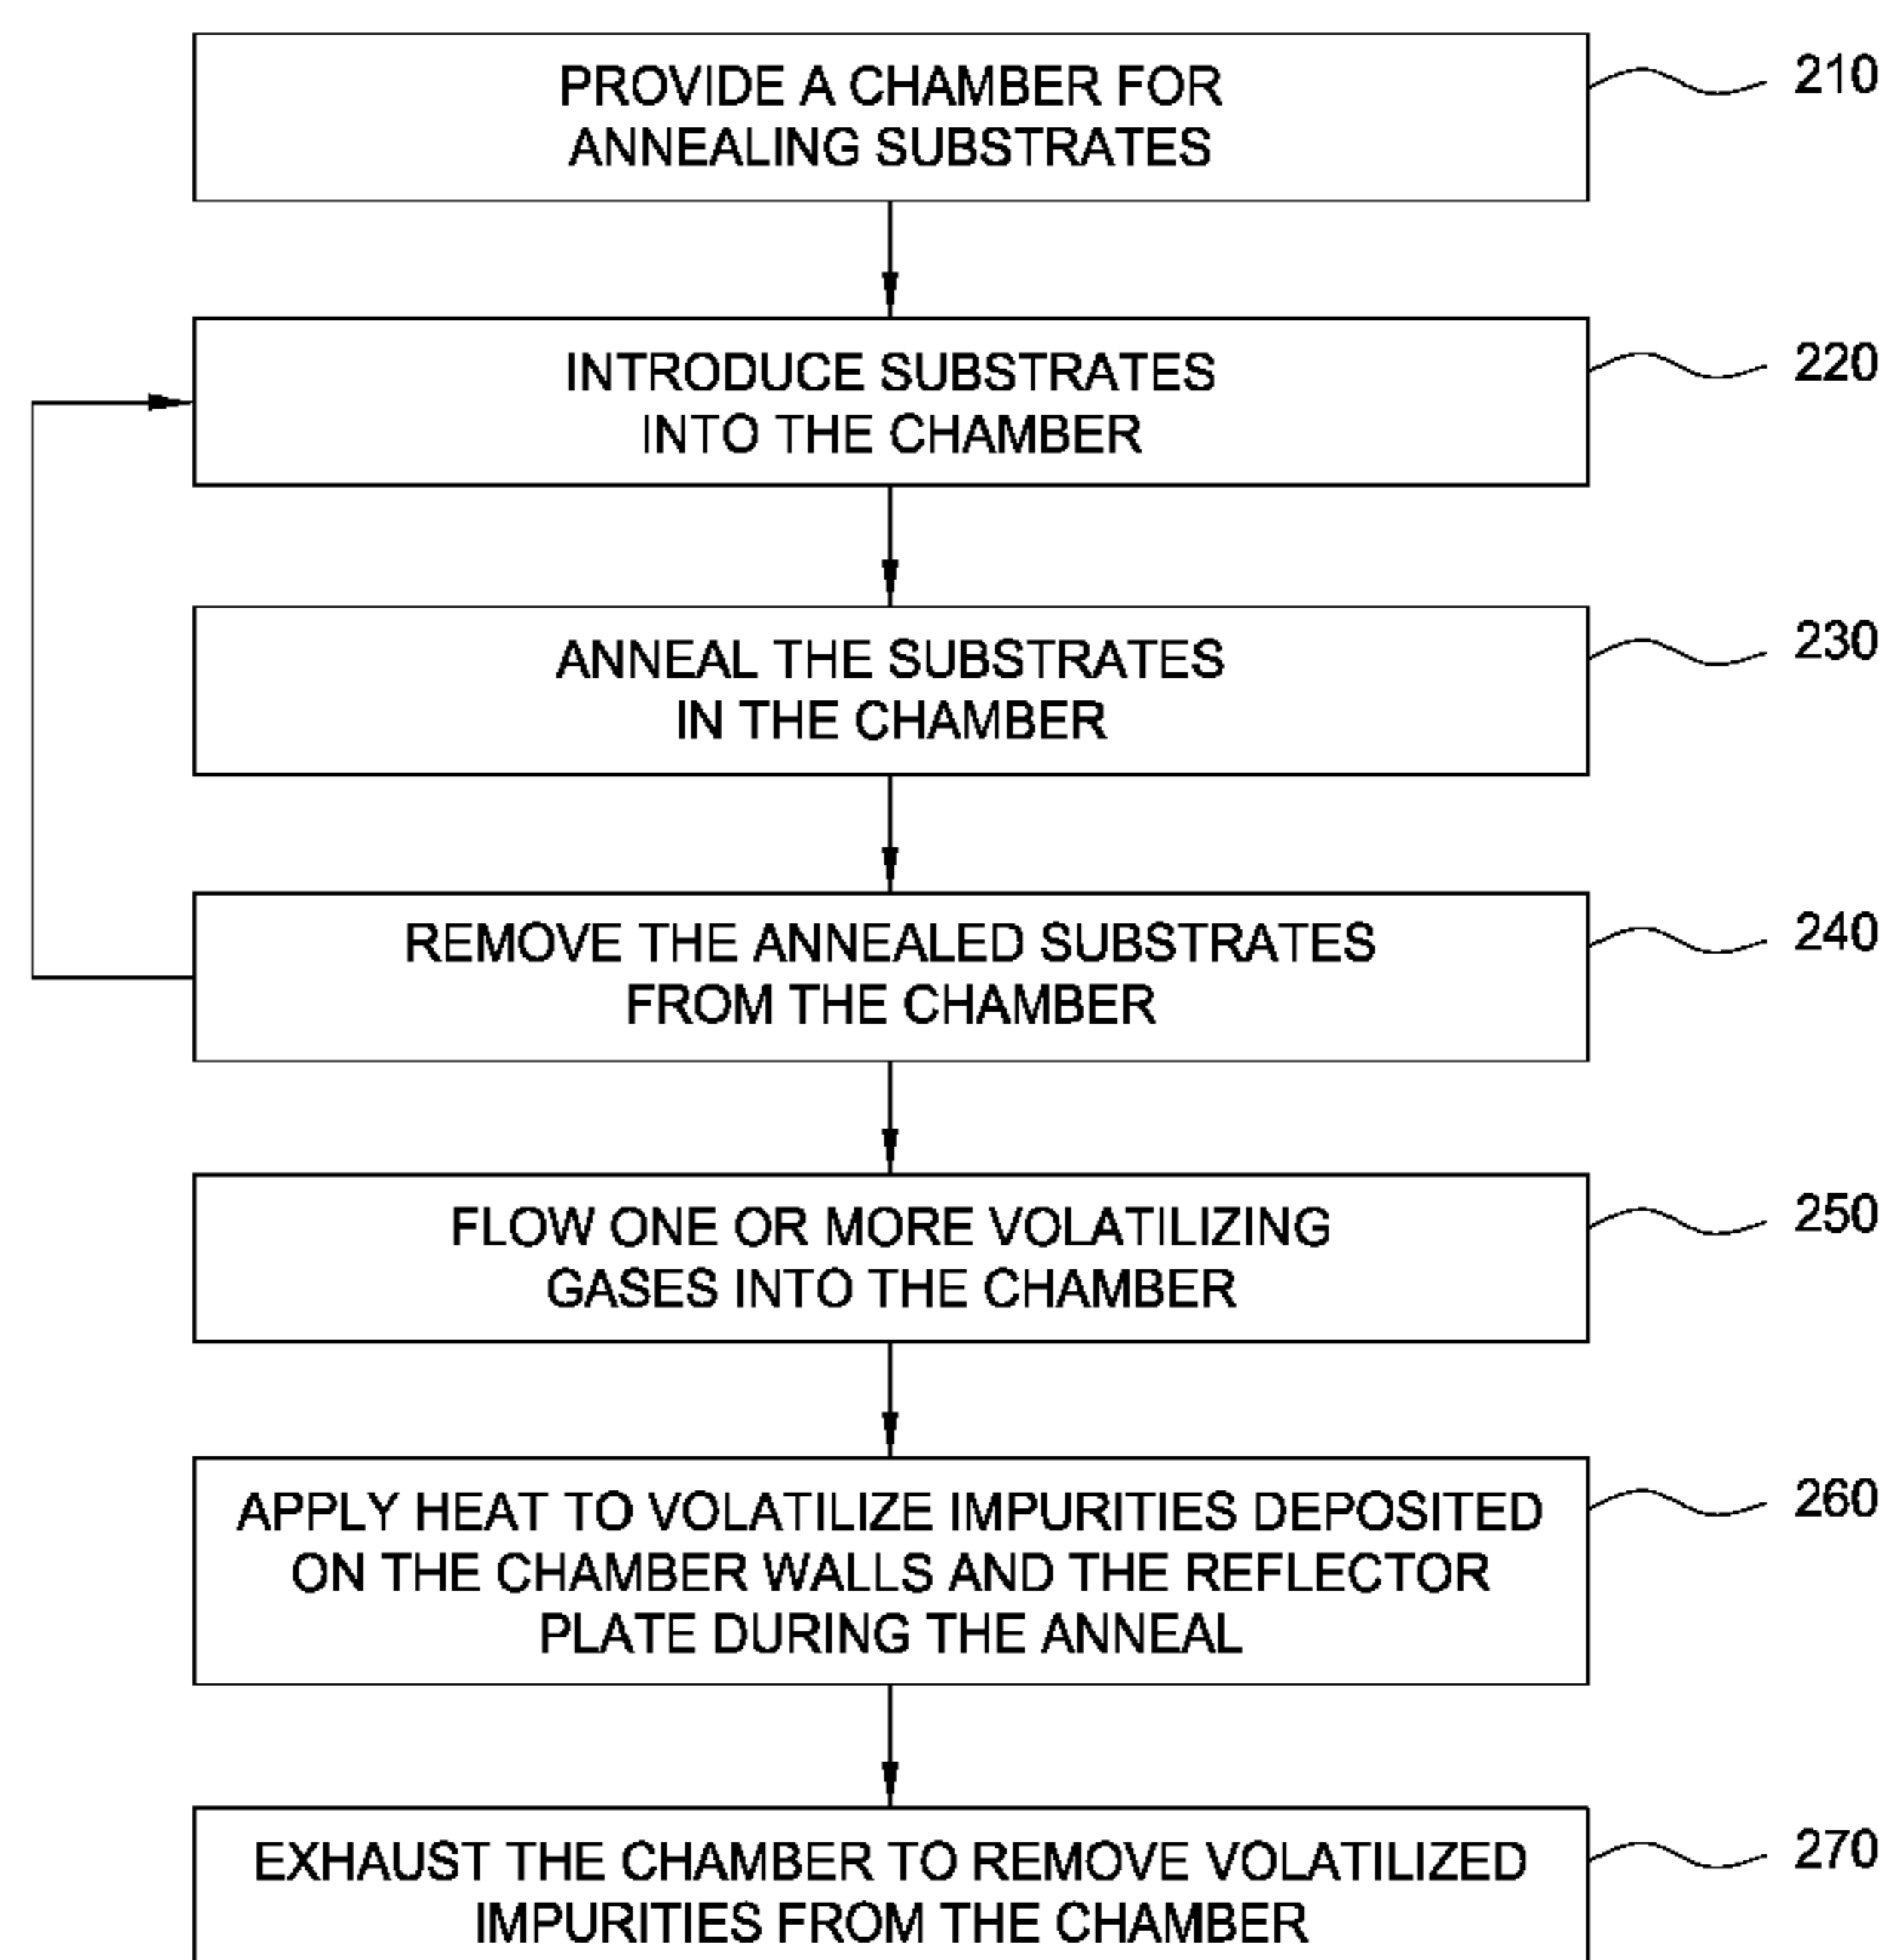 PROVIDE A CHAMBER FOR
ANNEALING SUBSTRATES
210
INTRODUCE SUBSTRATES
INTO THE CHAMBER
220
ANNEAL THE SUBSTRATES
IN THE CHAMBER
230
REMOVE THE ANNEALED SUBSTRATES
FROM THE CHAMBER
240
FLOW ONE OR MORE VOLATILIZING
GASES INTO THE CHAMBER
250
APPLY HEAT TO VOLATILIZE IMPURITIES DEPOSITED
ON THE CHAMBER WALLS AND THE REFLECTOR
PLATE DURING THE ANNEAL
260
EXHAUST THE CHAMBER TO REMOVE VOLATILIZED
IMPURITIES FROM THE CHAMBER
270